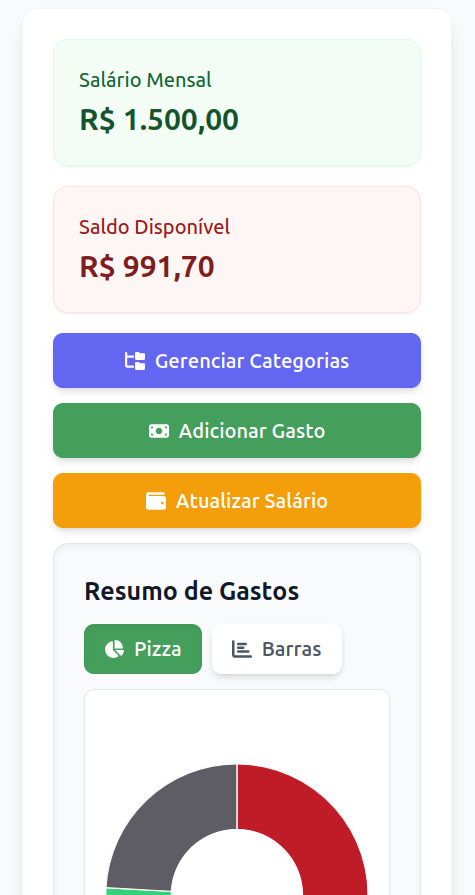 Salário Mensal
R$ 1.500,00
Saldo Disponível
R$ 991,70
Gerenciar Categorias
Adicionar Gasto
Atualizar Salário
Resumo de Gastos
Pizza
Barras